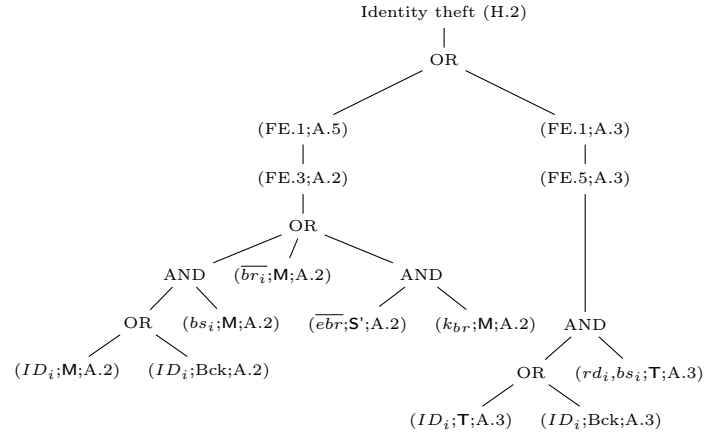 Identity theft (H.2)
OR
(FE.1;A.5) (FE.1;A.3)
(FE.3;A.2) (FE.5;A.3)
OR
AND (\overline{br_i};M;A.2) AND
OR (bs_i;M;A.2) (\overline{ebr};S';A.2) (k_{br};M;A.2) AND
(ID_i;M;A.2) (ID_i;Bck;A.2) OR (rd_i,bs_i;T;A.3)
(ID_i;T;A.3) (ID_i;Bck;A.3)